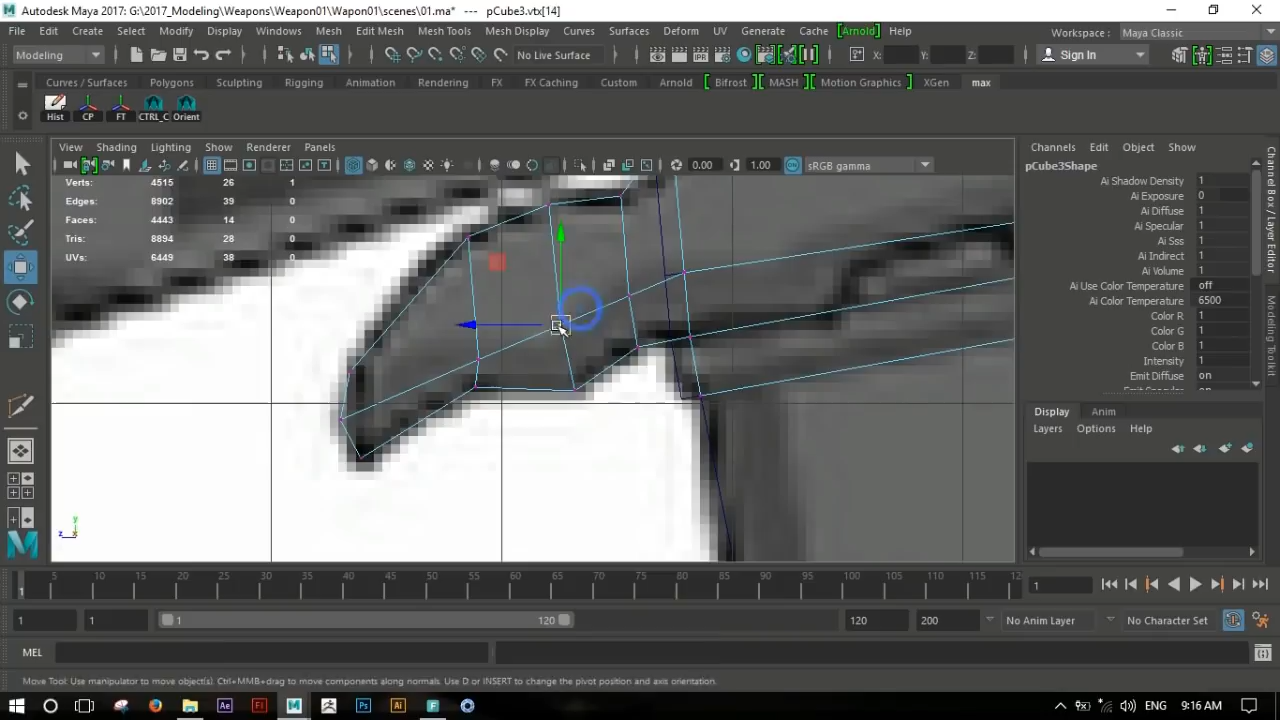 Autodesk Maya 2017: G:\2017_Modeling\Weapons\Weapon01\Wapon01\scenes\01.ma* --- pCube3.vtx[14]
File Edit Create Select Modify Display Windows Mesh Edit Mesh Mesh Tools Mesh Display Curves Surfaces Deform UV Generate Cache [Arnold] Help Workspace : Maya Classic
Modeling No Live Surface X: Y: Z: Sign In
Curves / Surfaces Polygons Sculpting Rigging Animation Rendering FX FX Caching Custom Arnold Bifrost MASH Motion Graphics XGen max
Hist CP FT CTRL_C Orient
View Shading Lighting Show Renderer Panels
0.00 1.00 sRGB gamma
Verts: 4515 26 1
Edges: 8902 39 0
Faces: 4443 14 0
Tris: 8894 28 0
UVs: 6449 38 0
y
z x
Channels Edit Object Show
pCube3Shape
Ai Shadow Density 1
Ai Exposure 0
Ai Diffuse 1
Ai Specular 1
Ai Sss 1
Ai Indirect 1
Ai Volume 1
Ai Use Color Temperature off
Ai Color Temperature 6500
Color R 1
Color G 1
Color B 1
Intensity 1
Emit Diffuse on
Emit Specular on
Channel Box / Layer Editor
Modeling Toolkit
Display Anim
Layers Options Help
5 10 15 20 25 30 35 40 45 50 55 60 65 70 75 80 85 90 95 100 105 110 115 12
1 1
1 1 1 120 120 200 No Anim Layer No Character Set
MEL
Move Tool: Use manipulator to move object(s). Ctrl+MMB+drag to move components along normals. Use D or INSERT to change the pivot position and axis orientation.
Ae Fl Ps Ai F ENG 9:16 AM